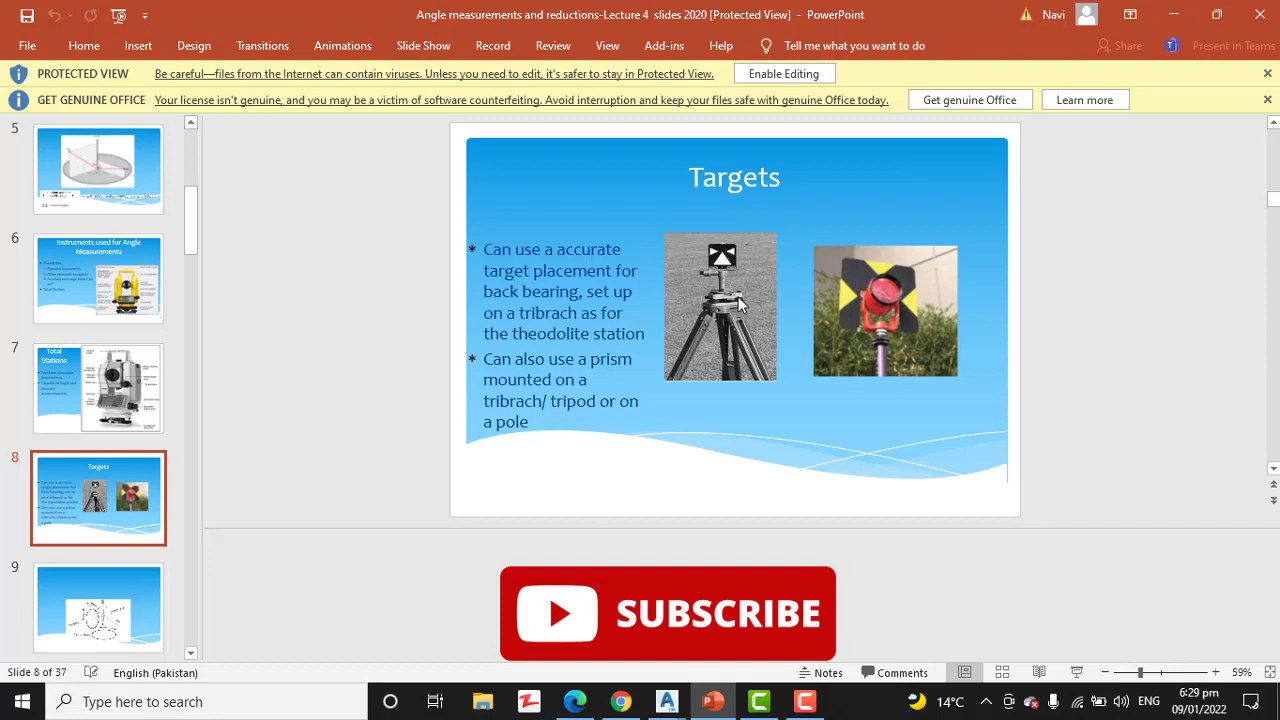 Angle measurements and reductions-Lecture 4 slides 2020 [Protected View] - PowerPoint
Navi
File Home Insert Design Transitions Animations Slide Show Record Review View Add-ins Help Tell me what you want to do Share Present in Teams
PROTECTED VIEW Be careful—files from the Internet can contain viruses. Unless you need to edit, it's safer to stay in Protected View. Enable Editing
GET GENUINE OFFICE Your license isn't genuine, and you may be a victim of software counterfeiting. Avoid interruption and keep your files safe with genuine Office today. Get genuine Office Learn more
5
6
Instruments used for Angle
Measurements
7
Total
Stations
8
Targets
9
Targets
* Can use a accurate
target placement for
back bearing, set up
on a tribrach as for
the theodolite station
* Can also use a prism
mounted on a
tribrach/ tripod or on
a pole
SUBSCRIBE
Slide 8 of 37 English (Pakistan) Notes Comments 59%
Type here to search 14°C ENG 6:29 pm
09/01/2022